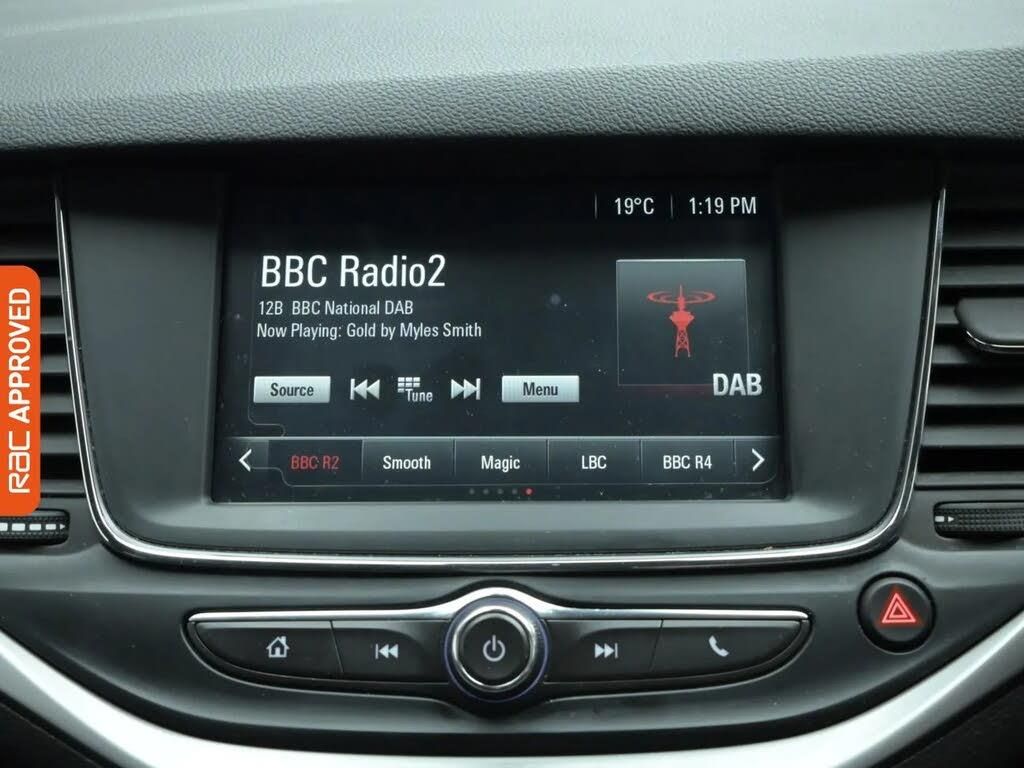 19°C 1:19 PM
BBC Radio2
12B BBC National DAB
Now Playing: Gold by Myles Smith
Source Tune Menu
DAB
BBC R2 Smooth Magic LBC BBC R4
RAC APPROVED